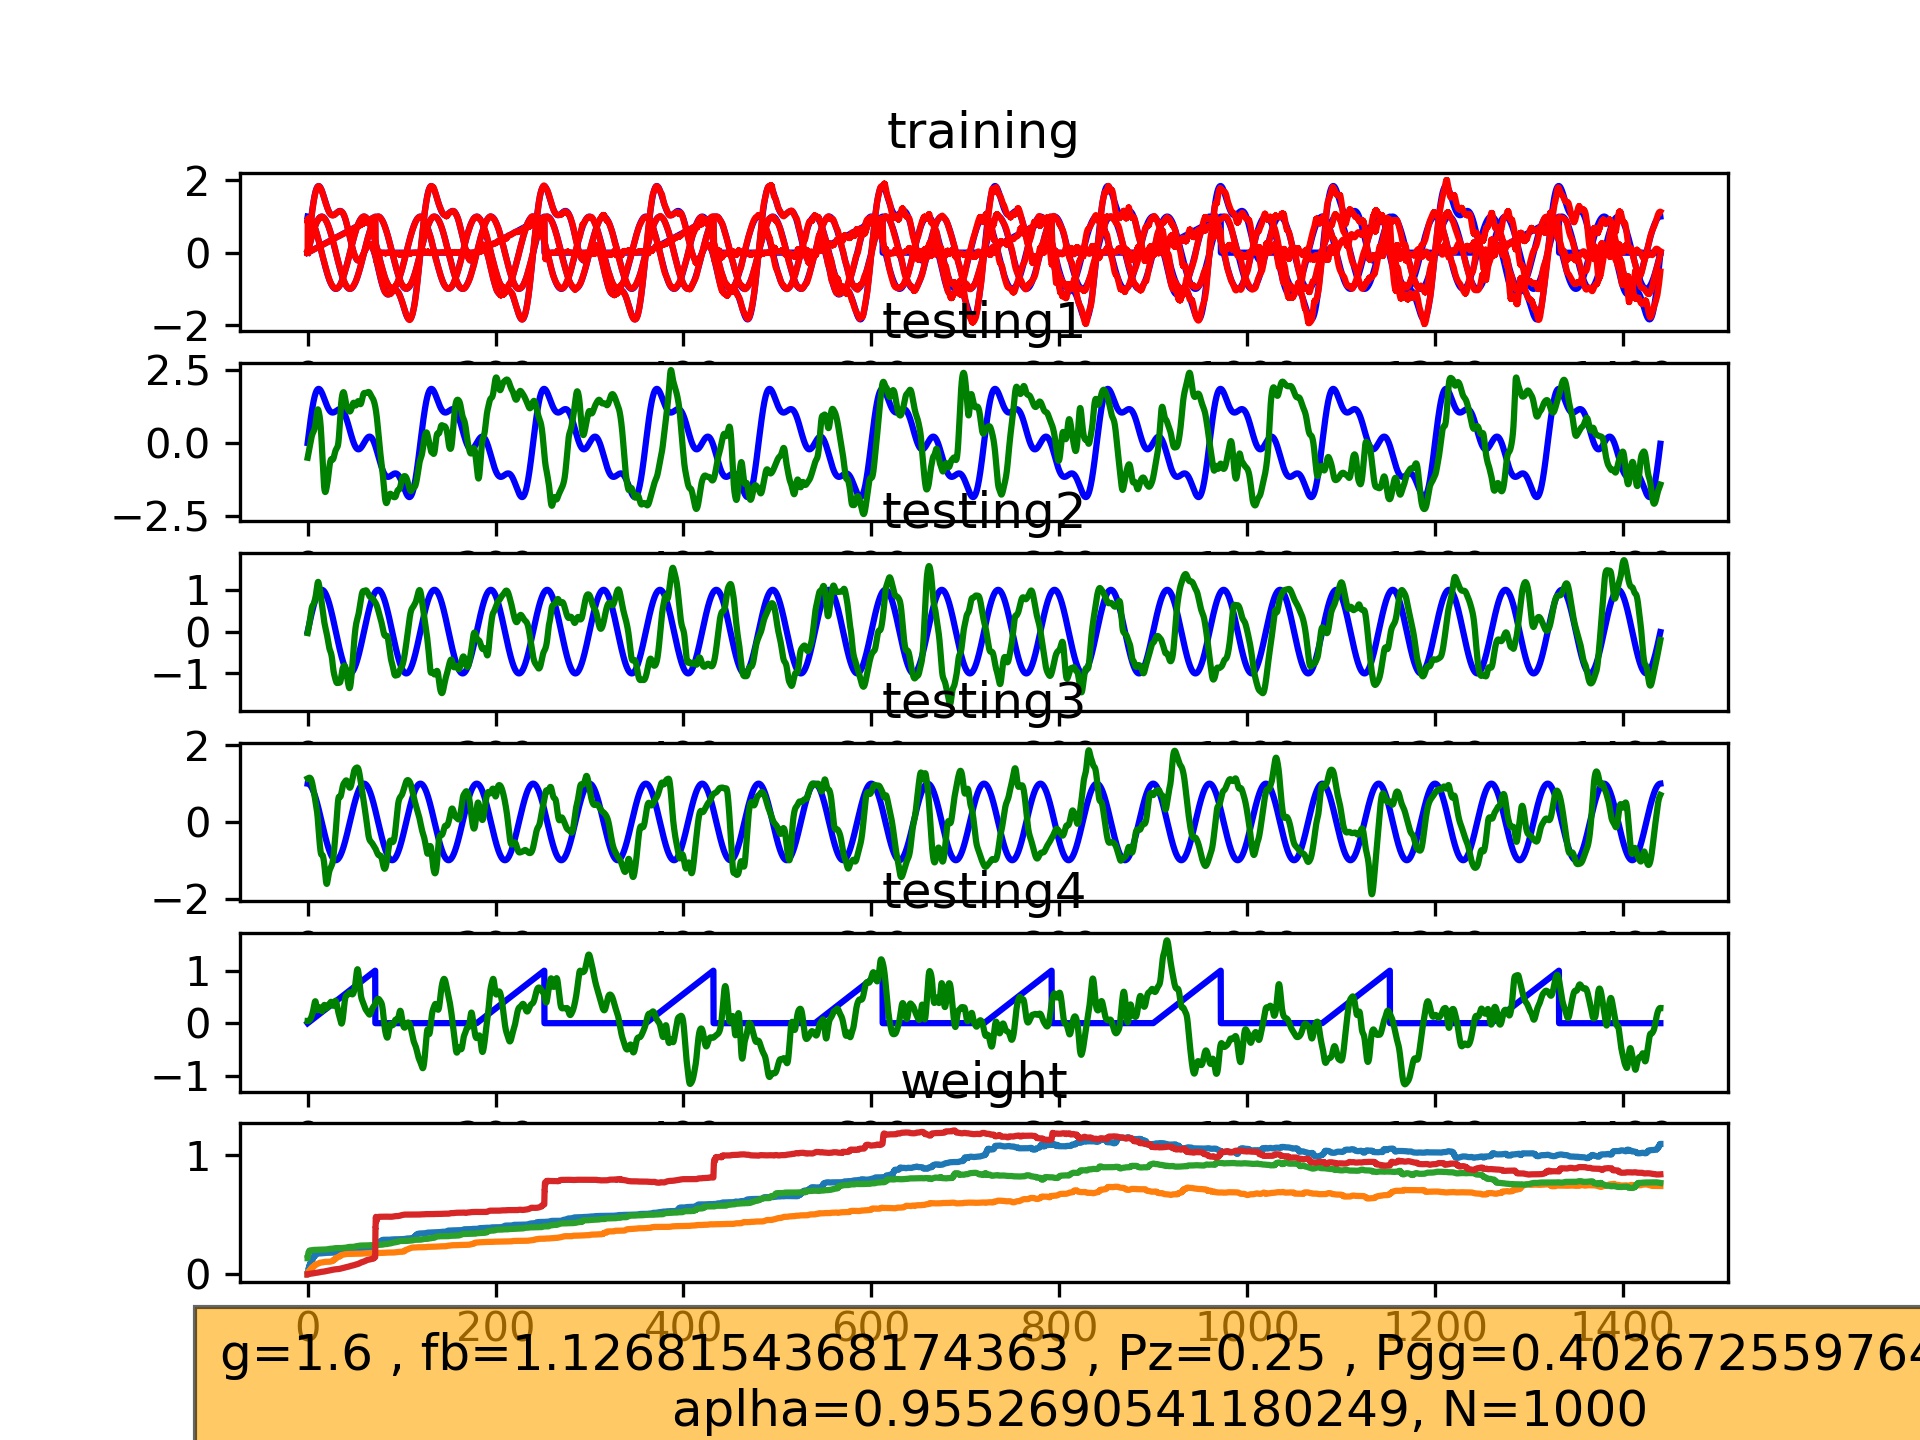 training
2
0
−2
testing1
2.5
0.0
−2.5
testing2
1
0
−1
testing3
2
0
−2
testing4
1
0
−1
weight
1
0
0 200 400 600 800 1000 1200 1400
g=1.6 , fb=1.1268154368174363 , Pz=0.25 , Pgg=0.402672559764
aplha=0.9552690541180249, N=1000